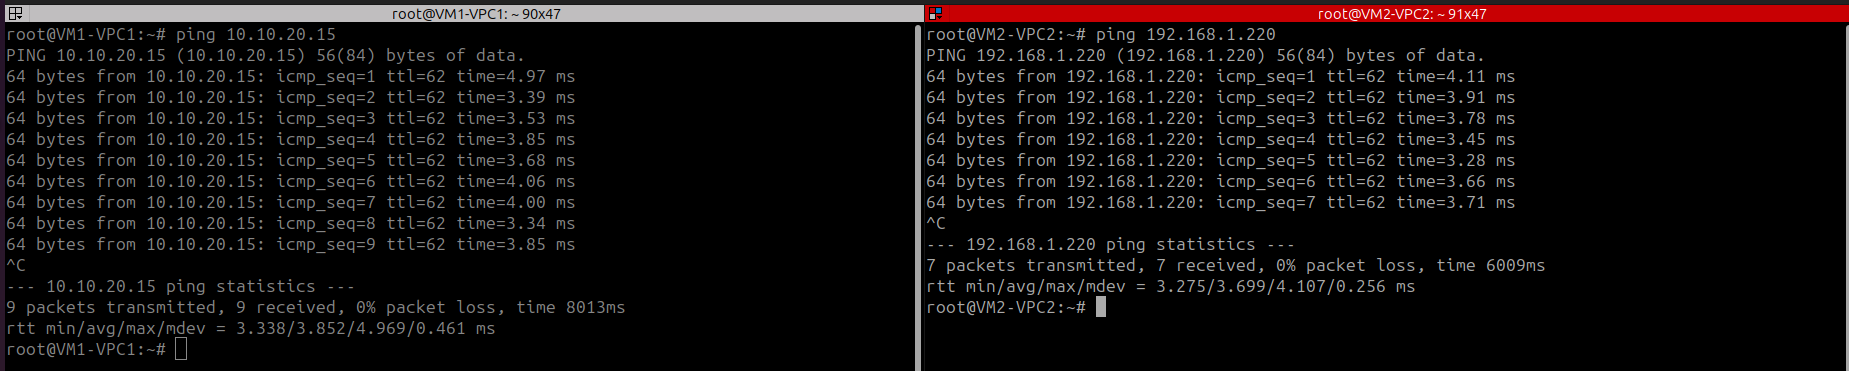 root@VM1-VPC1: ~ 90x47
root@VM1-VPC1:~# ping 10.10.20.15
PING 10.10.20.15 (10.10.20.15) 56(84) bytes of data.
64 bytes from 10.10.20.15: icmp_seq=1 ttl=62 time=4.97 ms
64 bytes from 10.10.20.15: icmp_seq=2 ttl=62 time=3.39 ms
64 bytes from 10.10.20.15: icmp_seq=3 ttl=62 time=3.53 ms
64 bytes from 10.10.20.15: icmp_seq=4 ttl=62 time=3.85 ms
64 bytes from 10.10.20.15: icmp_seq=5 ttl=62 time=3.68 ms
64 bytes from 10.10.20.15: icmp_seq=6 ttl=62 time=4.06 ms
64 bytes from 10.10.20.15: icmp_seq=7 ttl=62 time=4.00 ms
64 bytes from 10.10.20.15: icmp_seq=8 ttl=62 time=3.34 ms
64 bytes from 10.10.20.15: icmp_seq=9 ttl=62 time=3.85 ms
^C
--- 10.10.20.15 ping statistics ---
9 packets transmitted, 9 received, 0% packet loss, time 8013ms
rtt min/avg/max/mdev = 3.338/3.852/4.969/0.461 ms
root@VM1-VPC1:~#
root@VM2-VPC2: ~ 91x47
root@VM2-VPC2:~# ping 192.168.1.220
PING 192.168.1.220 (192.168.1.220) 56(84) bytes of data.
64 bytes from 192.168.1.220: icmp_seq=1 ttl=62 time=4.11 ms
64 bytes from 192.168.1.220: icmp_seq=2 ttl=62 time=3.91 ms
64 bytes from 192.168.1.220: icmp_seq=3 ttl=62 time=3.78 ms
64 bytes from 192.168.1.220: icmp_seq=4 ttl=62 time=3.45 ms
64 bytes from 192.168.1.220: icmp_seq=5 ttl=62 time=3.28 ms
64 bytes from 192.168.1.220: icmp_seq=6 ttl=62 time=3.66 ms
64 bytes from 192.168.1.220: icmp_seq=7 ttl=62 time=3.71 ms
^C
--- 192.168.1.220 ping statistics ---
7 packets transmitted, 7 received, 0% packet loss, time 6009ms
rtt min/avg/max/mdev = 3.275/3.699/4.107/0.256 ms
root@VM2-VPC2:~#